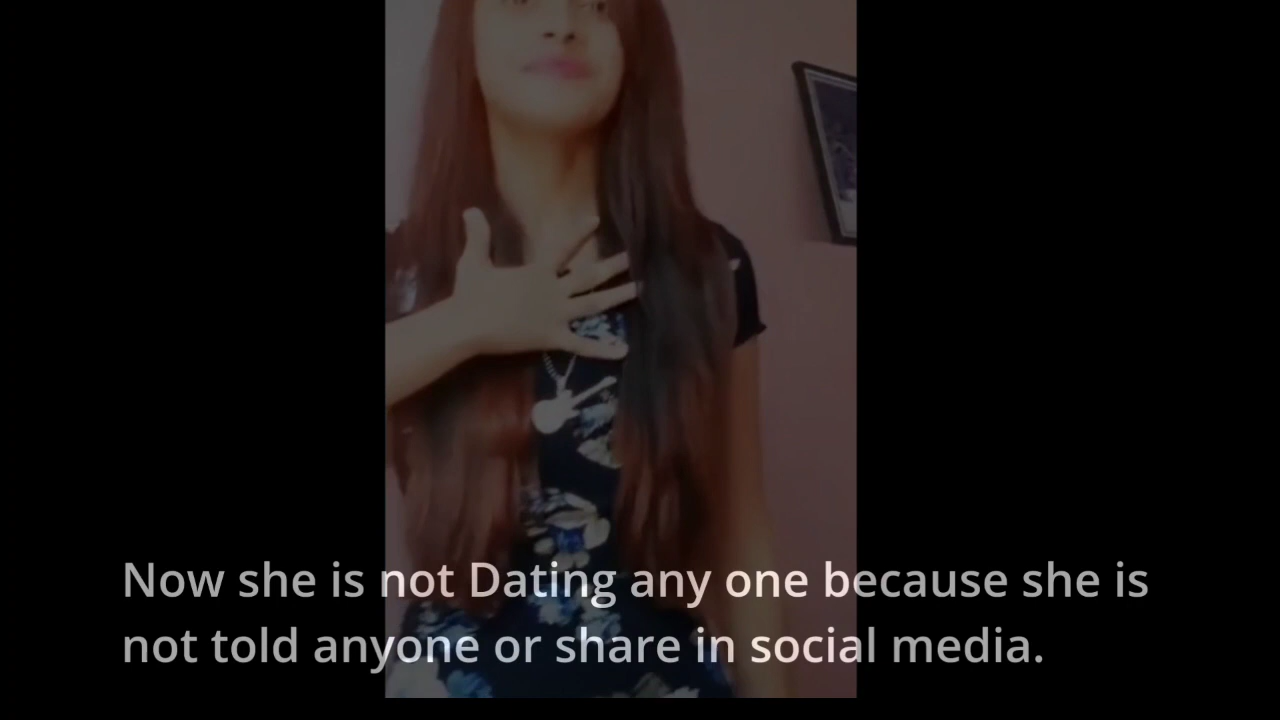 Now she is not Dating any one because she is
not told anyone or share in social media.